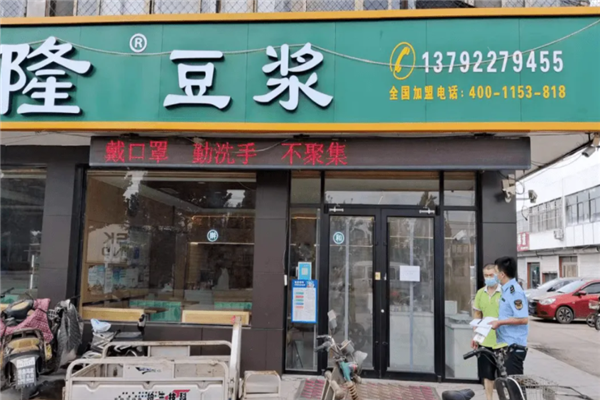 隆® 豆浆
13792279455
全国加盟电话：400-1153-818
戴口罩 勤洗手 不聚集